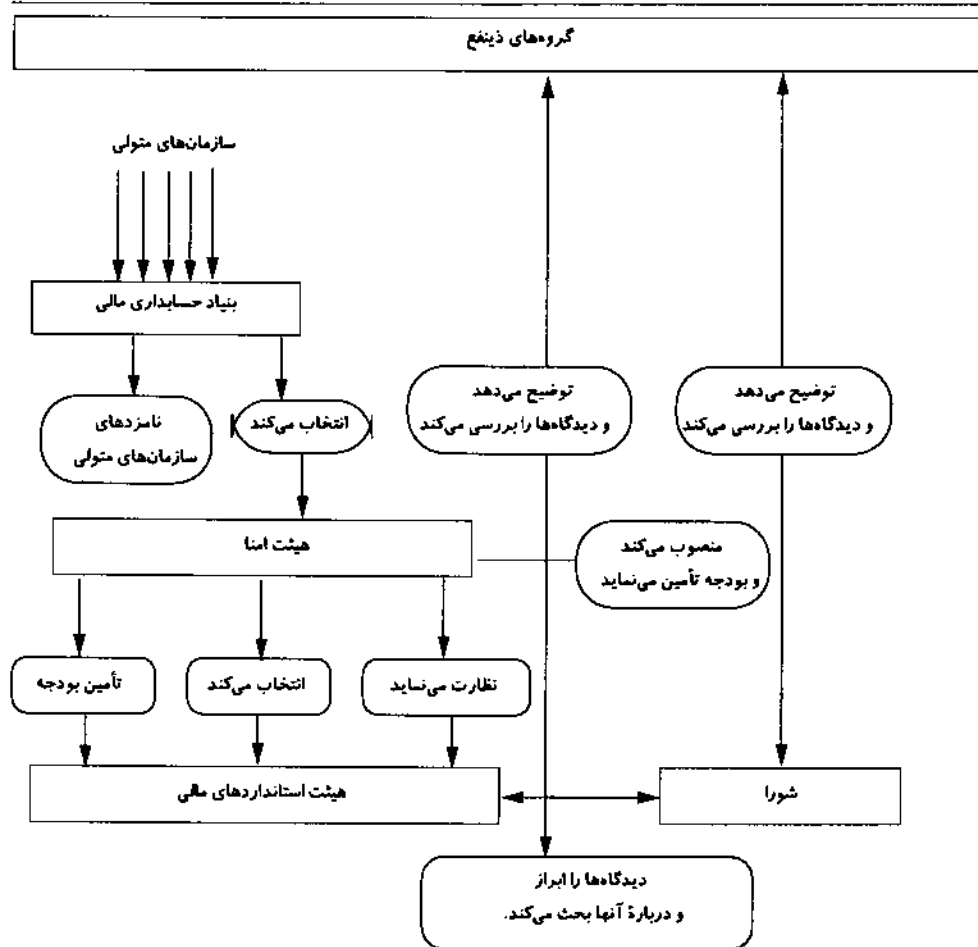 گروه‌های ذینفع
سازمان‌های متولی
بنیاد حسابداری مالی
نامزدهای
سازمان‌های متولی
انتخاب می‌کند
توضیح می‌دهد
و دیدگاه‌ها را بررسی می‌کند
توضیح می‌دهد
و دیدگاه‌ها را بررسی می‌کند
هیئت امنا
منصوب می‌کند
و بودجه تأمین می‌نماید
تأمین بودجه
انتخاب می‌کند
نظارت می‌نماید
هیئت استانداردهای مالی
شورا
دیدگاه‌ها را ابراز
و دربارهٔ آنها بحث می‌کند.